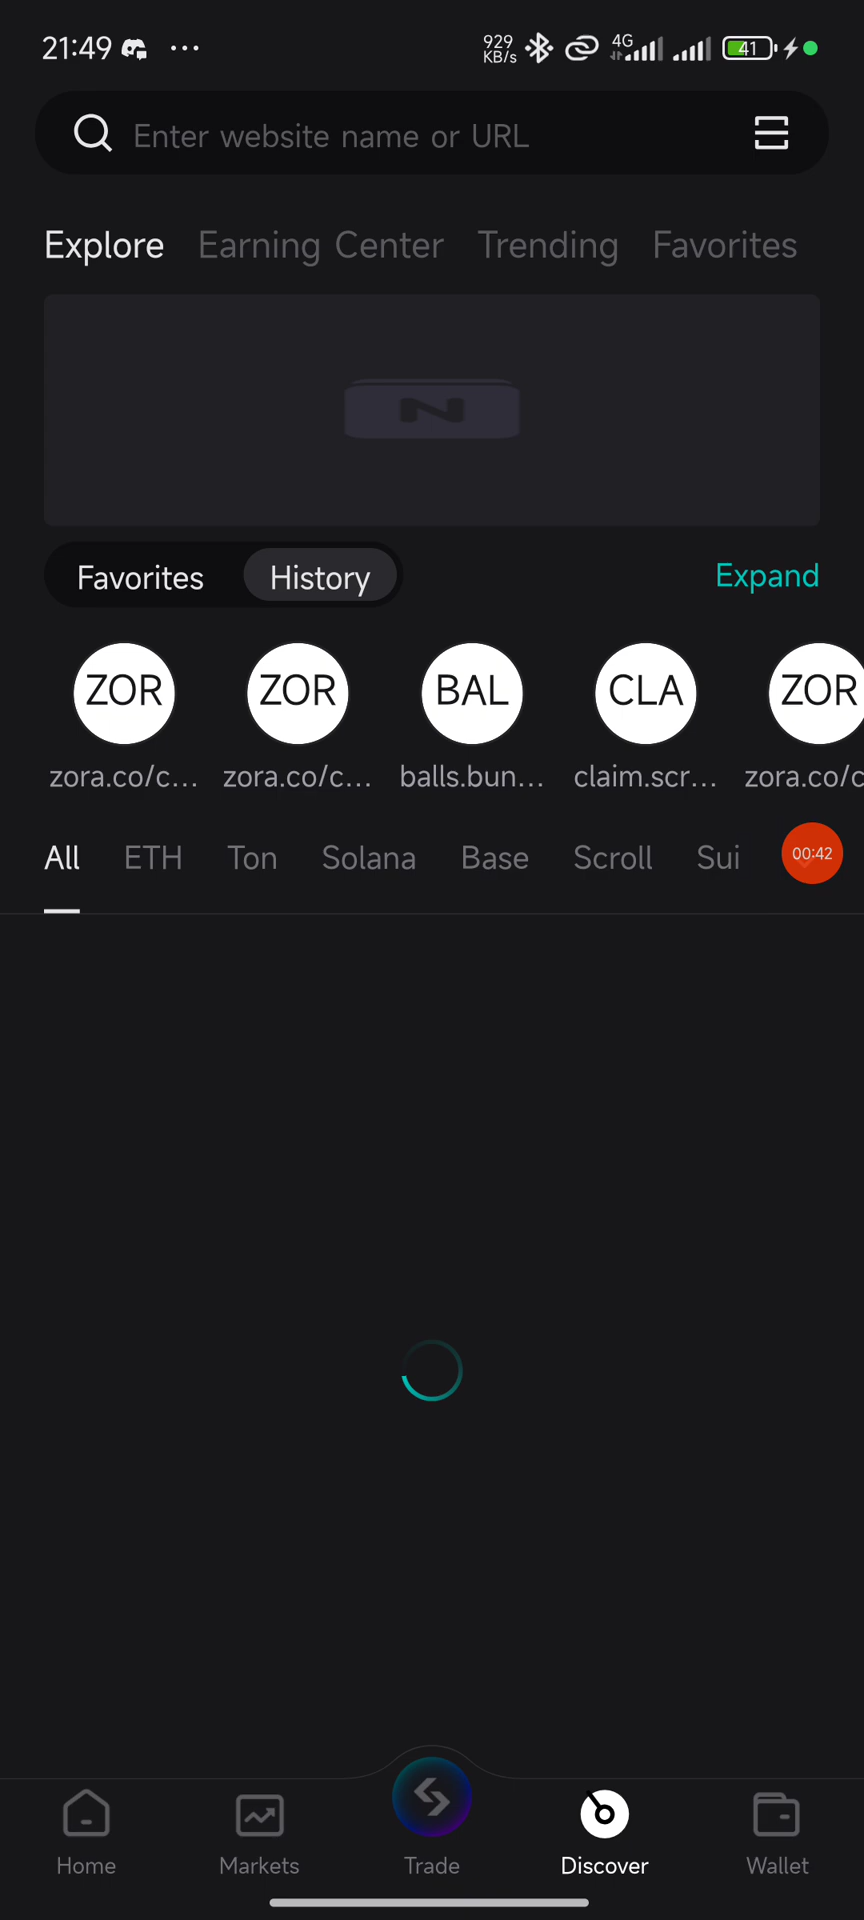 21:49 ... 929 KB/s 4G 41
Enter website name or URL
Explore Earning Center Trending Favorites
N
Favorites History Expand
ZOR ZOR BAL CLA ZOR
zora.co/c... zora.co/c... balls.bun... claim.scr... zora.co/c
All ETH Ton Solana Base Scroll Sui 00:42
Home Markets Trade Discover Wallet